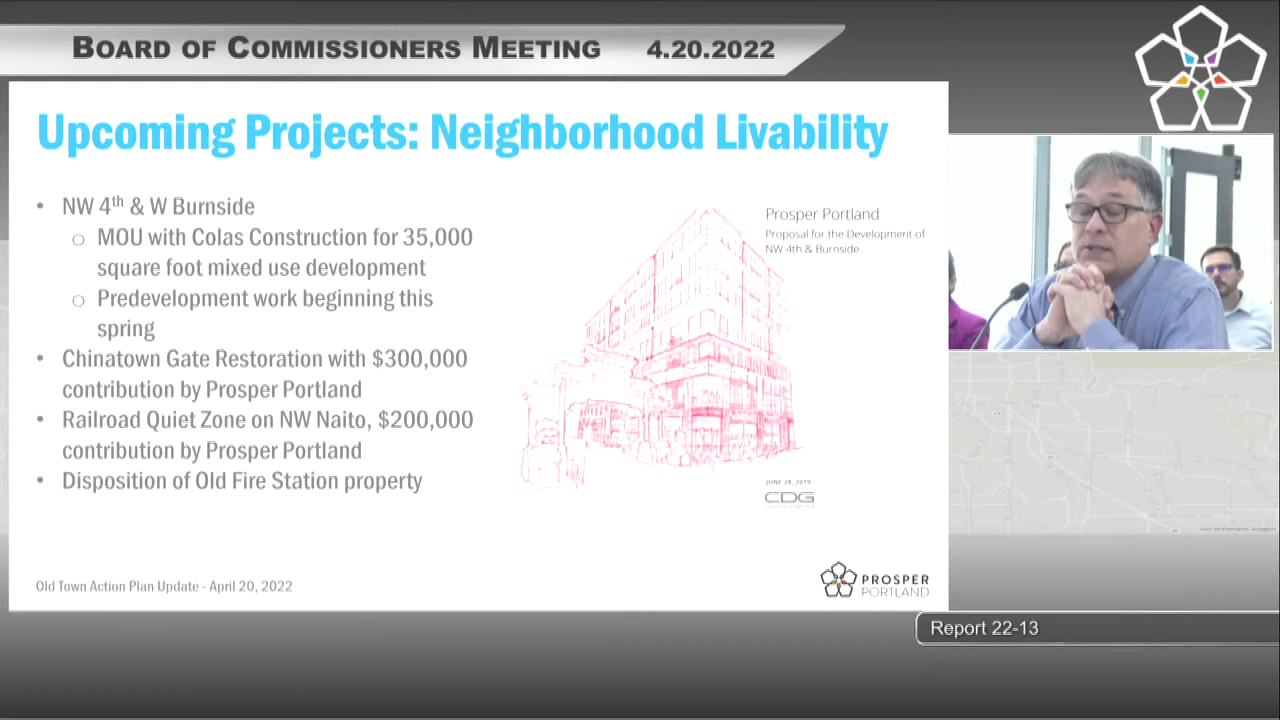 BOARD OF COMMISSIONERS MEETING 4.20.2022
Upcoming Projects: Neighborhood Livability
• NW 4th & W Burnside
○ MOU with Colas Construction for 35,000
square foot mixed use development
○ Predevelopment work beginning this
spring
• Chinatown Gate Restoration with $300,000
contribution by Prosper Portland
• Railroad Quiet Zone on NW Naito, $200,000
contribution by Prosper Portland
• Disposition of Old Fire Station property
Prosper Portland
Proposal for the Development of
NW 4th & Burnside
JUNE 28, 2019
CDG
Old Town Action Plan Update - April 20, 2022
PROSPER
PORTLAND
Report 22-13